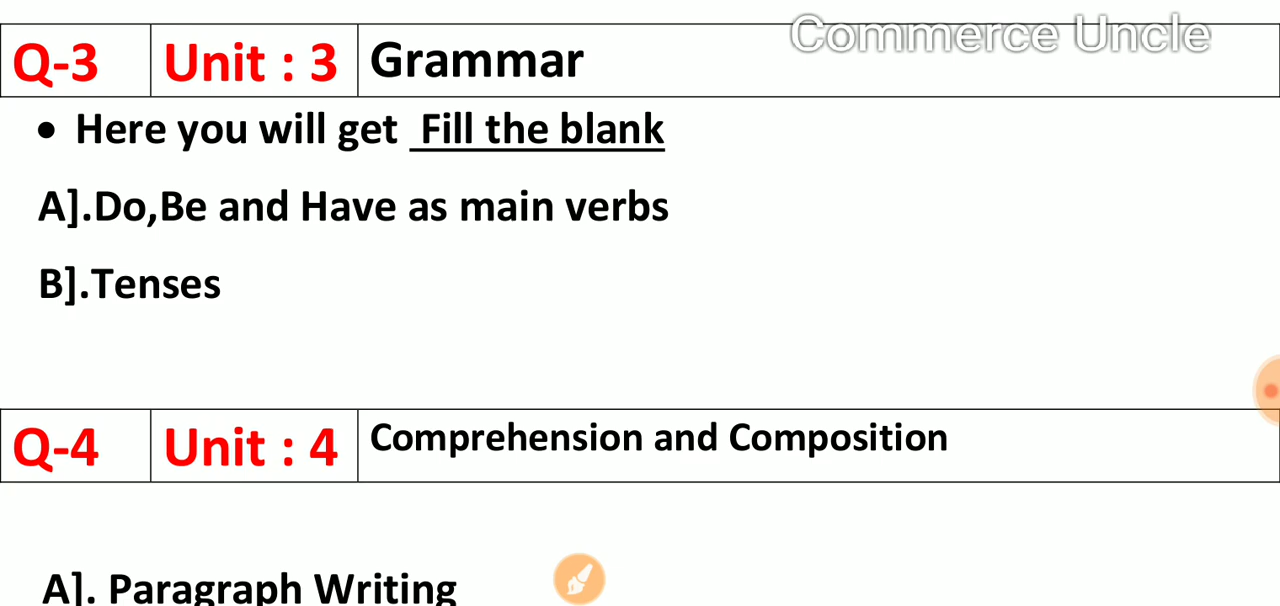 Commerce Uncle
Q-3 Unit : 3 Grammar
• Here you will get Fill the blank
A].Do,Be and Have as main verbs
B].Tenses
Q-4 Unit : 4 Comprehension and Composition
A]. Paragraph Writing